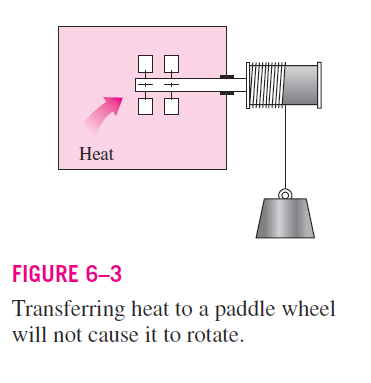 Heat
FIGURE 6–3
Transferring heat to a paddle wheel
will not cause it to rotate.